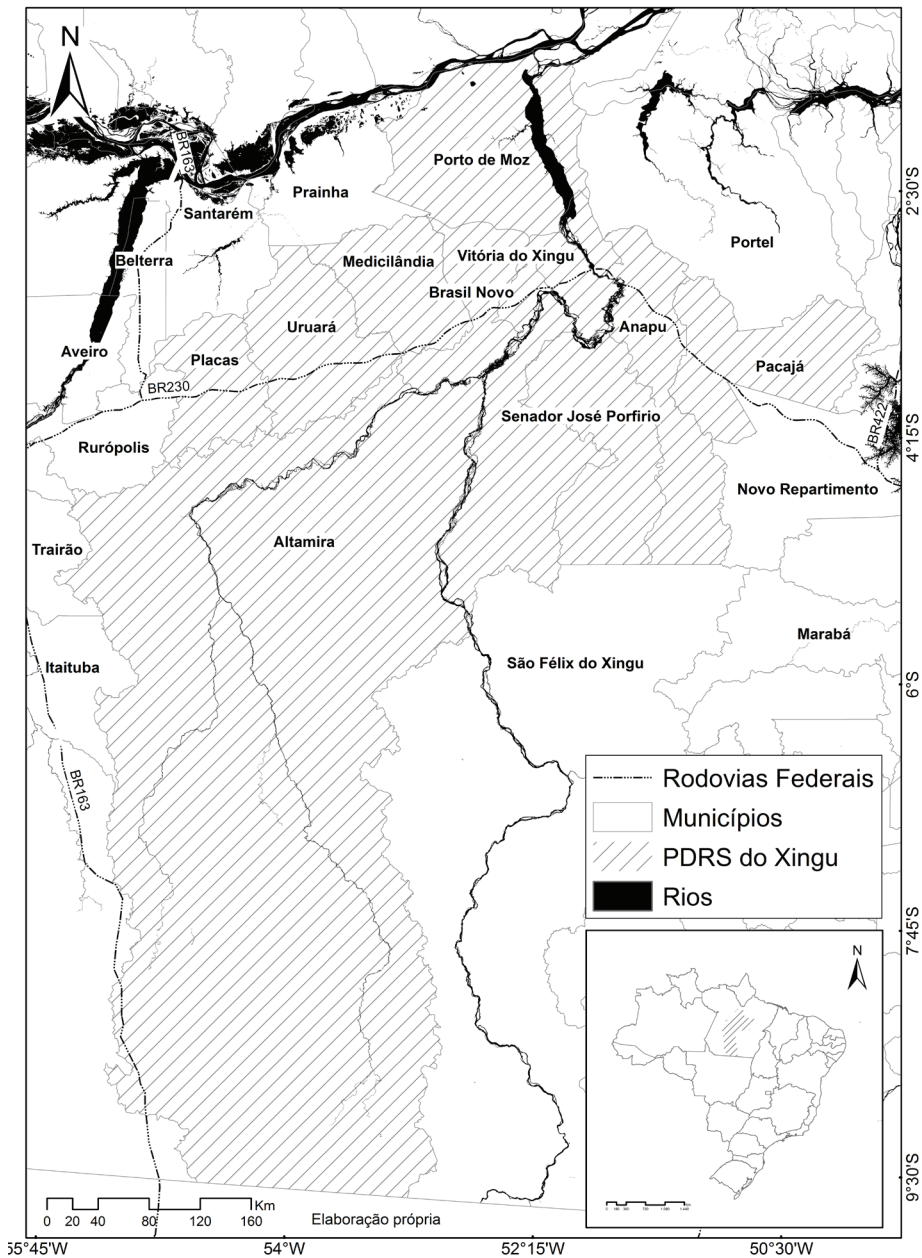 N
BR163
Porto de Moz
Prainha
Santarém
2°30'S
Portel
Belterra
Medicilândia
Vitória do Xingu
Brasil Novo
Uruará
Anapu
Aveiro
Placas
Pacajá
BR230
Senador José Porfirio
BR422
4°15'S
Rurópolis
Novo Repartimento
Trairão
Altamira
Marabá
Itaituba
São Félix do Xingu
6°S
BR163
Rodovias Federais
Municípios
PDRS do Xingu
Rios
7°45'S
N
9°30'S
Km
0 20 40 80 120 160
Elaboração própria
55°45'W 54°W 52°15'W 50°30'W